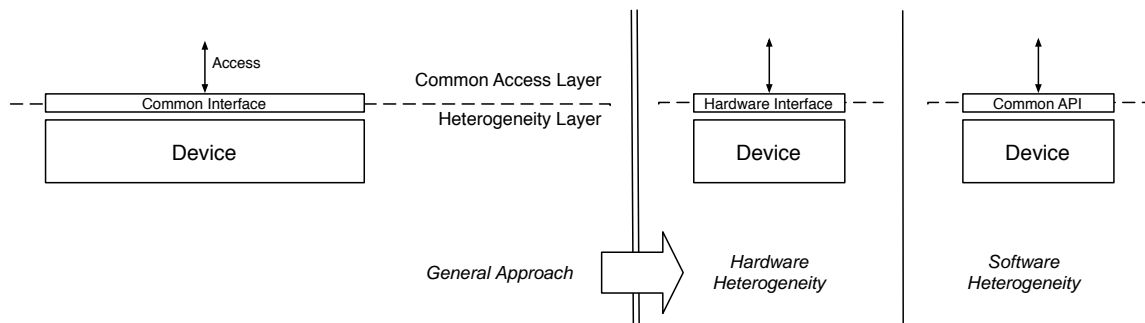 Access
Common Access Layer
Common Interface
Heterogeneity Layer
Device
General Approach
Hardware Interface
Device
Hardware
Heterogeneity
Common API
Device
Software
Heterogeneity